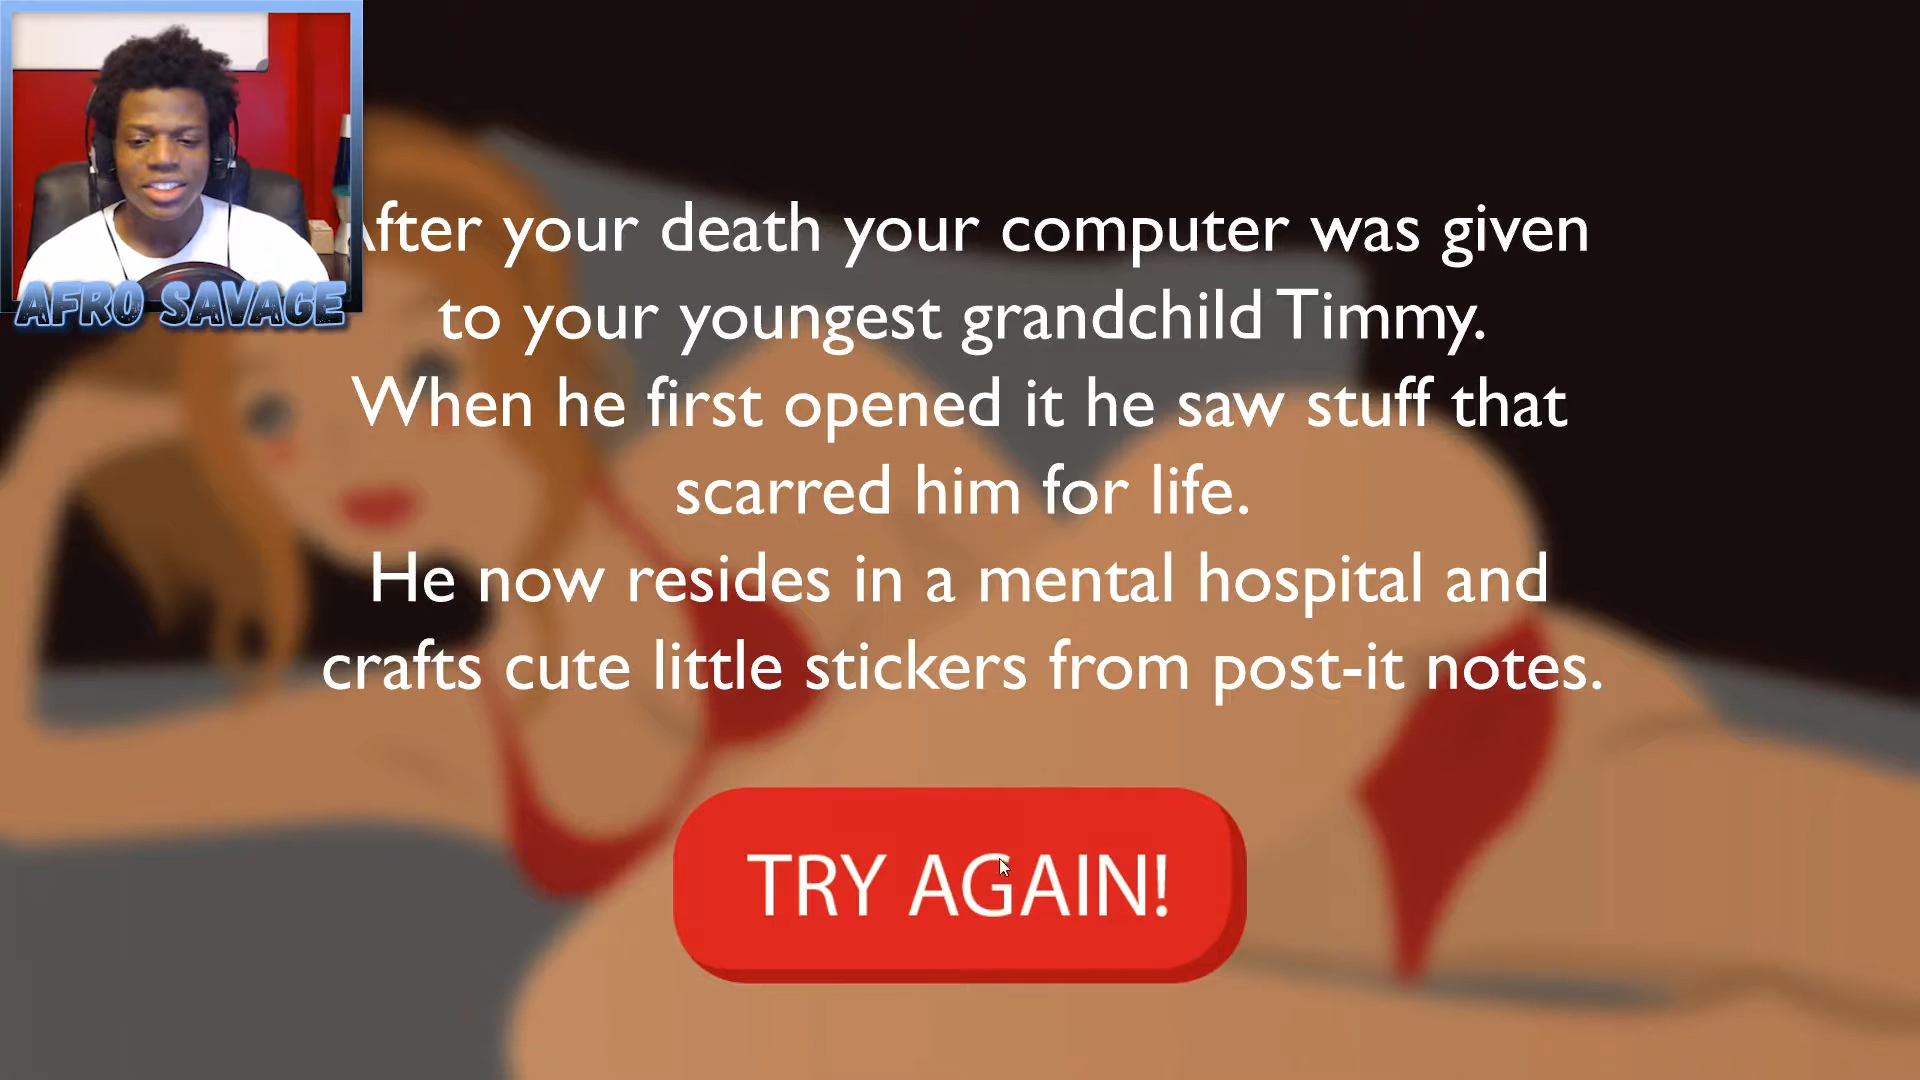 AFRO SAVAGE
After your death your computer was given
to your youngest grandchild Timmy.
When he first opened it he saw stuff that
scarred him for life.
He now resides in a mental hospital and
crafts cute little stickers from post-it notes.
TRY AGAIN!